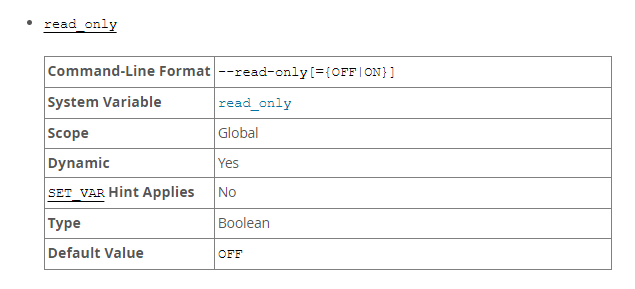 read_only
Command-Line Format --read-only[={OFF|ON}]
System Variable read_only
Scope Global
Dynamic Yes
SET_VAR Hint Applies No
Type Boolean
Default Value OFF